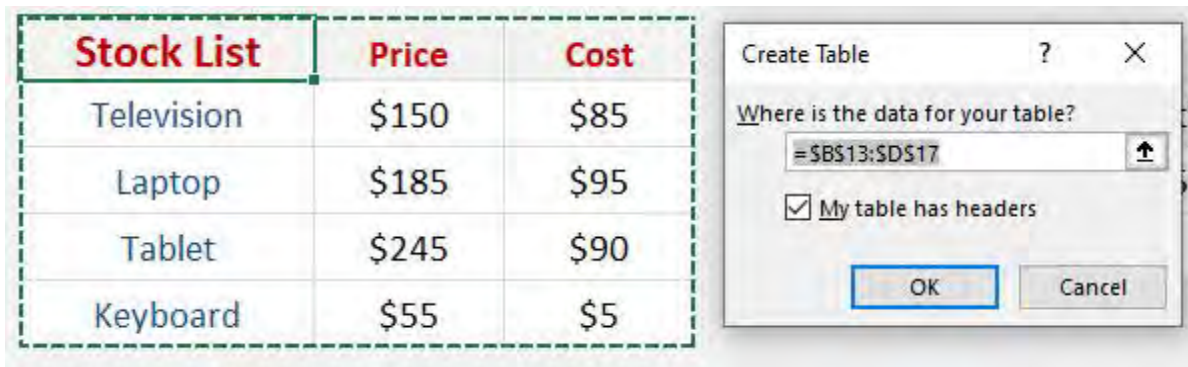 Stock List Price Cost
Television $150 $85
Laptop $185 $95
Tablet $245 $90
Keyboard $55 $5
Create Table ? ×
Where is the data for your table?
=$B$13:$D$17
My table has headers
OK Cancel